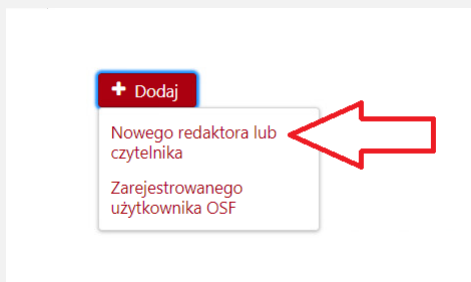 + Dodaj
Nowego redaktora lub
czytelnika
Zarejestrowanego
użytkownika OSF